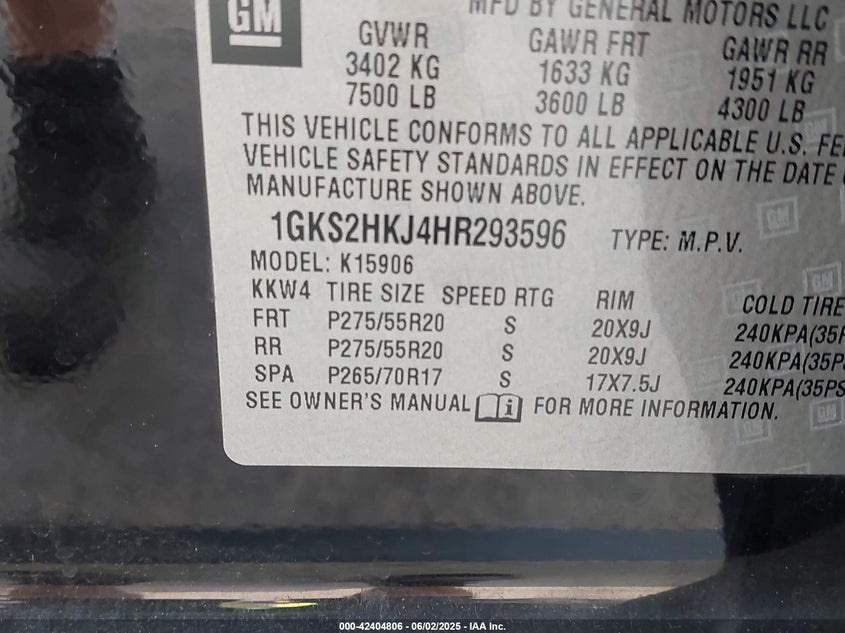 GM
MFD BY GENERAL MOTORS LLC
GVWR GAWR FRT GAWR RR
3402 KG 1633 KG 1951 KG
7500 LB 3600 LB 4300 LB
THIS VEHICLE CONFORMS TO ALL APPLICABLE U.S. FE
VEHICLE SAFETY STANDARDS IN EFFECT ON THE DATE
MANUFACTURE SHOWN ABOVE.
1GKS2HKJ4HR293596 TYPE: M.P.V.
MODEL: K15906
KKW4 TIRE SIZE SPEED RTG RIM COLD TIRE
FRT P275/55R20 S 20X9J 240KPA(35P
RR P275/55R20 S 20X9J 240KPA(35P
SPA P265/70R17 S 17X7.5J 240KPA(35PS
SEE OWNER'S MANUAL i FOR MORE INFORMATION.
000-42404806 - 06/02/2025 - IAA Inc.